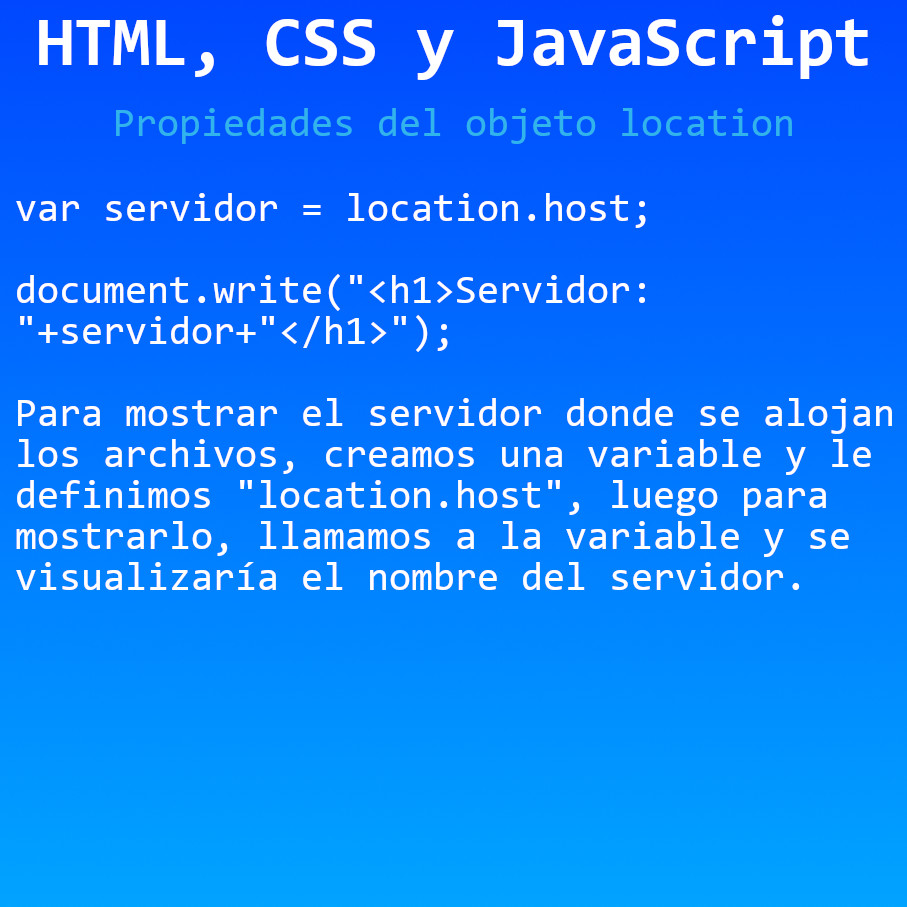 HTML, CSS y JavaScript
Propiedades del objeto location
var servidor = location.host;
document.write("<h1>Servidor:
"+servidor+"</h1>");
Para mostrar el servidor donde se alojan
los archivos, creamos una variable y le
definimos "location.host", luego para
mostrarlo, llamamos a la variable y se
visualizaría el nombre del servidor.